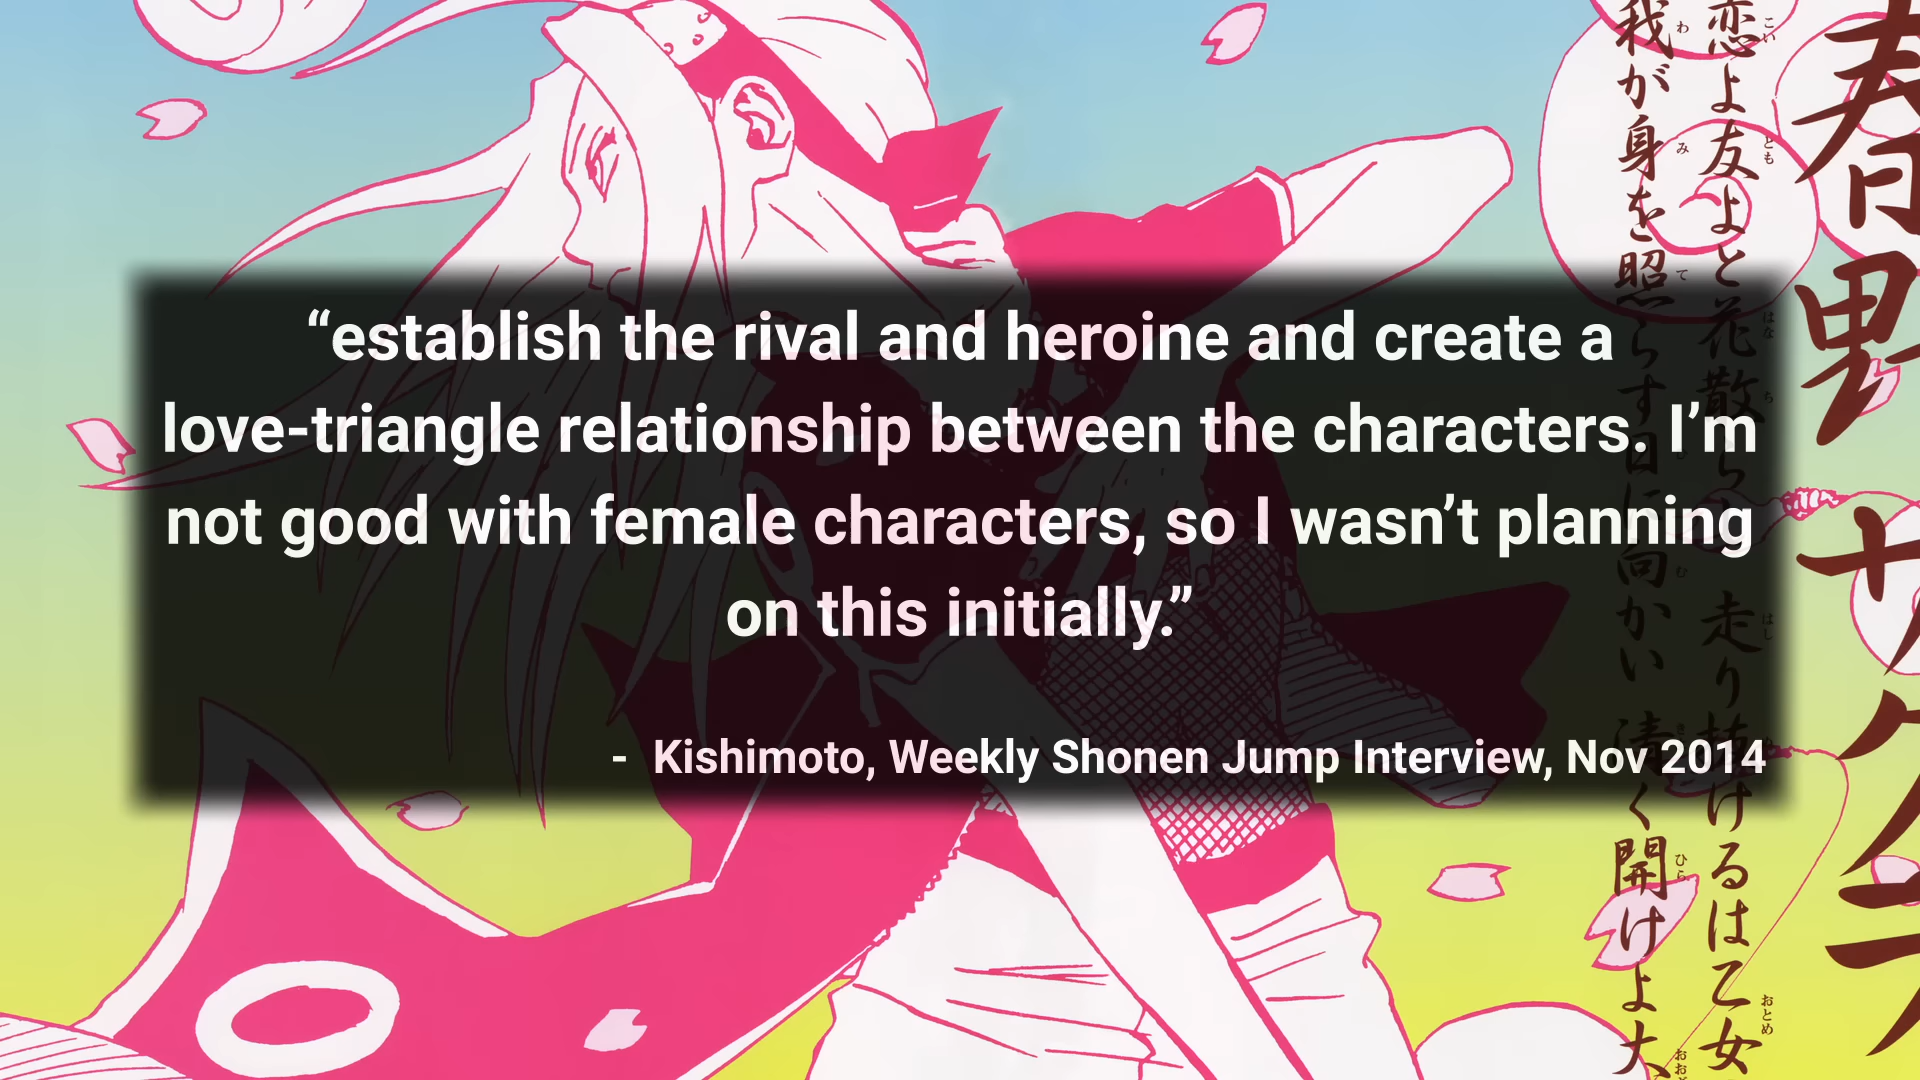 “establish the rival and heroine and create a
love-triangle relationship between the characters. I’m
not good with female characters, so I wasn’t planning
on this initially.”
- Kishimoto, Weekly Shonen Jump Interview, Nov 2014
春野サクラ
恋よ友よと花散らし走り抜けるは乙女
我が身を照らす日に向かい 清く開けよ大